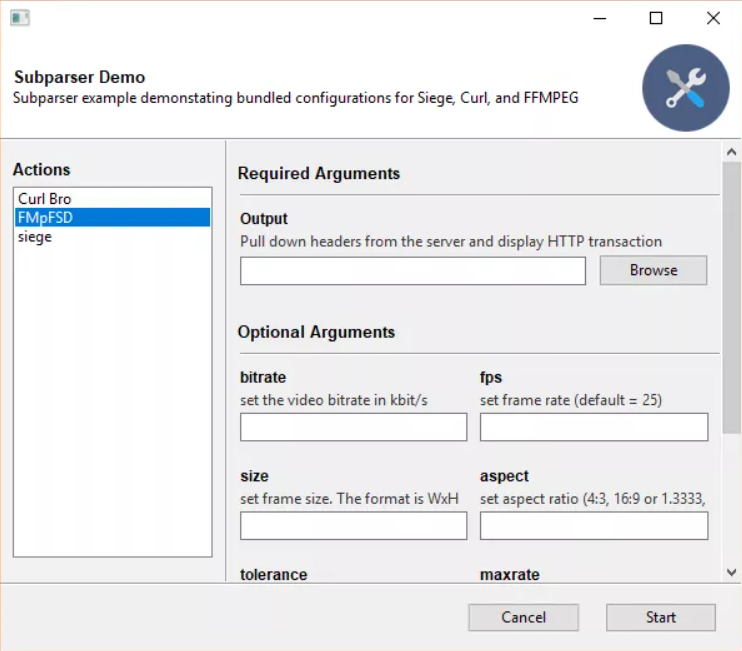 Subparser Demo
Subparser example demonstating bundled configurations for Siege, Curl, and FFMPEG
Actions
Curl Bro
FMpFSD
siege
Required Arguments
Output
Pull down headers from the server and display HTTP transaction
Browse
Optional Arguments
bitrate
set the video bitrate in kbit/s
fps
set frame rate (default = 25)
size
set frame size. The format is WxH
aspect
set aspect ratio (4:3, 16:9 or 1.3333,
tolerance
maxrate
Cancel
Start